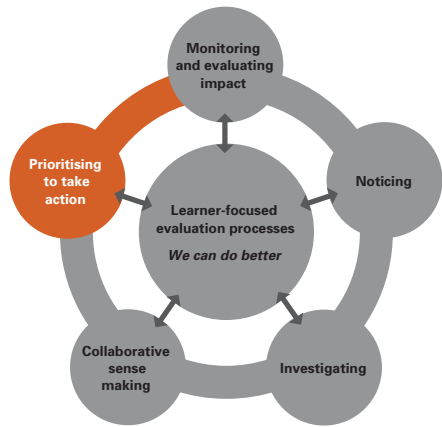 Monitoring
and evaluating
impact
Noticing
Investigating
Collaborative
sense
making
Prioritising
to take
action
Learner-focused
evaluation processes
We can do better